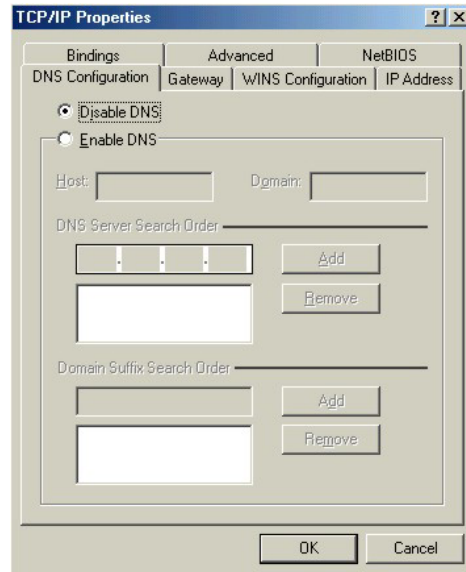 TCP/IP Properties
Bindings Advanced NetBIOS
DNS Configuration Gateway WINS Configuration IP Address
Disable DNS
Enable DNS
Host: Domain:
DNS Server Search Order
. . .
Add
Remove
Domain Suffix Search Order
Add
Remove
OK Cancel